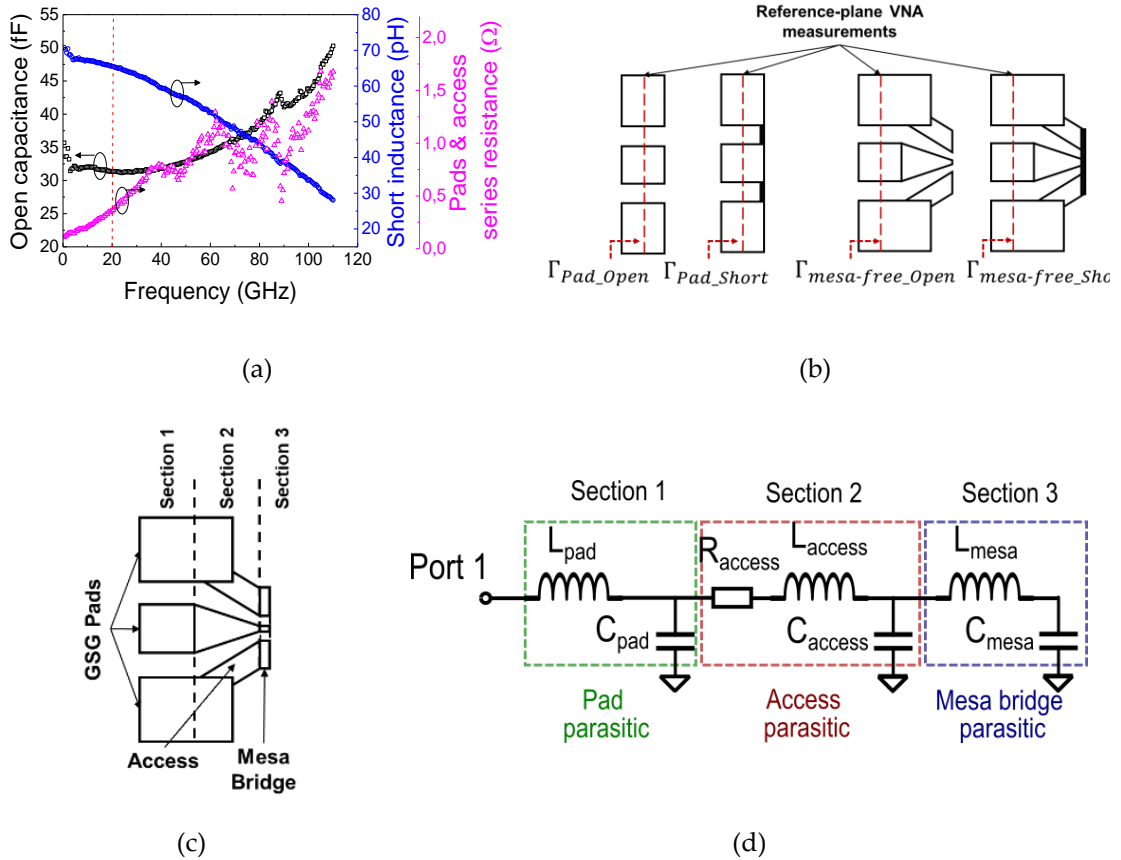 Open capacitance (fF)
50
45
40
35
30
25
20
0
20
40
60
80
100
120
Frequency (GHz)
80
70
60
50
40
30
20
Short inductance (pH)
2,0
1,5
1,0
0,5
0,0
Pads & access
series resistance (Ω)
(a)
Reference-plane VNA
measurements
Γ_Pad_Open
Γ_Pad_Short
Γ_mesa-free_Open
Γ_mesa-free_Sho
(b)
Section 1
Section 2
Section 3
GSG Pads
Access
Mesa
Bridge
(c)
Section 1
Section 2
Section 3
Port 1
L_pad
R_access
L_access
L_mesa
C_pad
C_access
C_mesa
Pad
parasitic
Access
parasitic
Mesa bridge
parasitic
(d)